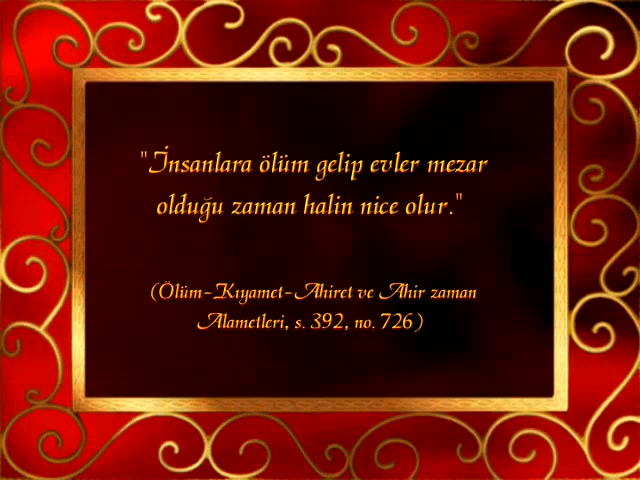 "İnsanlara ölüm gelip evler mezar
olduğu zaman halin nice olur."
(Ölüm-Kıyamet-Ahiret ve Ahir zaman
Alametleri, s. 392, no. 726)